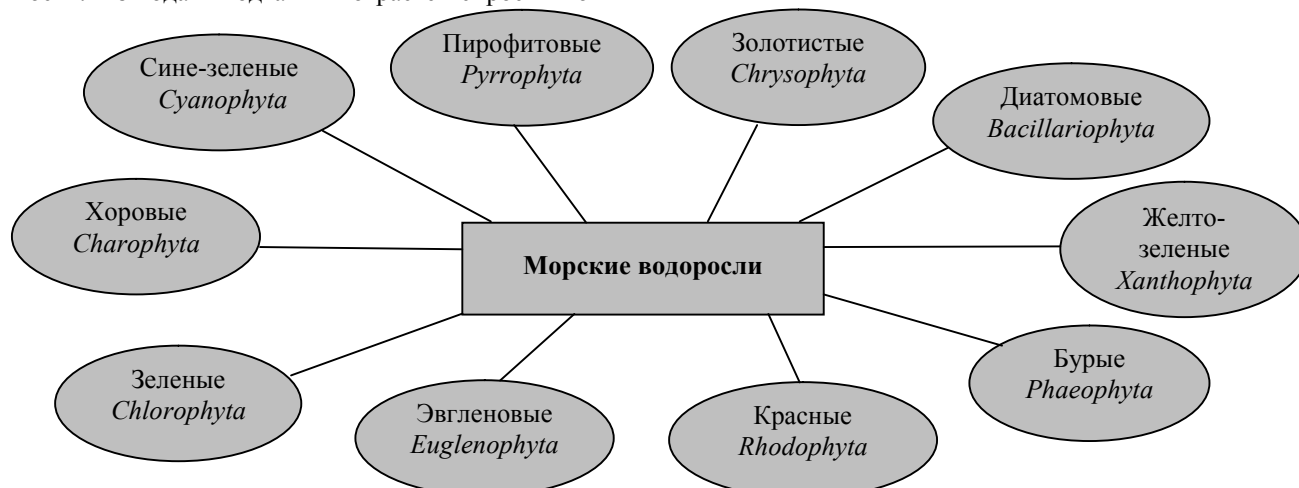 Пирофитовые
Pyrrophyta
Золотистые
Chrysophyta
Сине-зеленые
Cyanophyta
Диатомовые
Bacillariophyta
Хоровые
Charophyta
Желто-
зеленые
Xanthophyta
Морские водоросли
Зеленые
Chlorophyta
Эвгленовые
Euglenophyta
Красные
Rhodophyta
Бурые
Phaeophyta